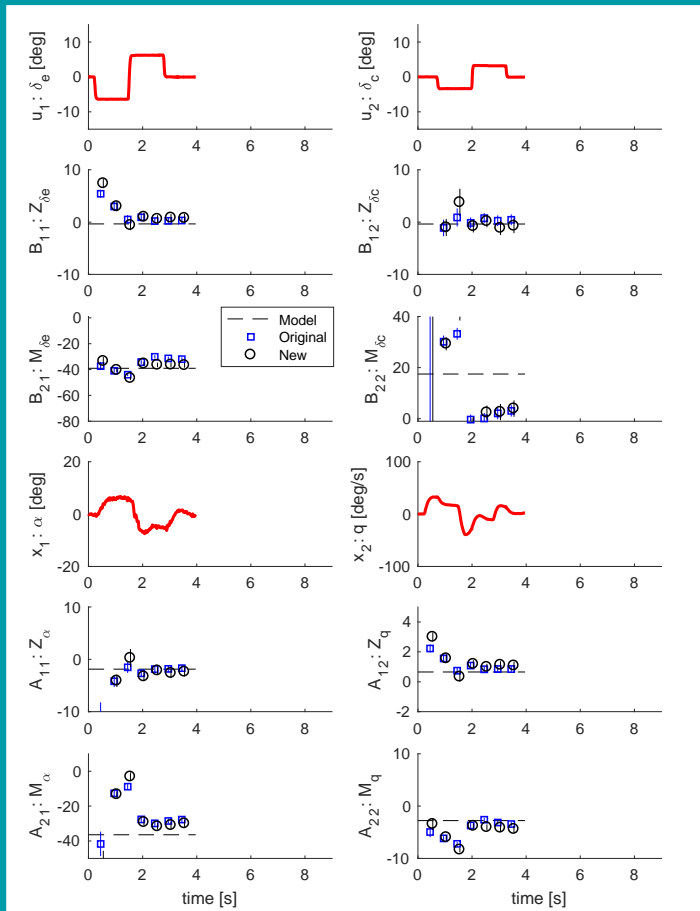 10
0
-10
u1: δe [deg]
0 2 4 6 8
10
0
-10
u2: δc [deg]
0 2 4 6 8
10
0
-10
B11: Zδe
0 2 4 6 8
10
0
-10
B12: Zδc
0 2 4 6 8
0
-20
-40
-60
-80
B21: Mδe
0 2 4 6 8
Model
Original
New
40
20
0
B22: Mδc
0 2 4 6 8
20
0
-20
x1: α [deg]
0 2 4 6 8
100
0
-100
x2: q [deg/s]
0 2 4 6 8
0
-10
A11: Zα
0 2 4 6 8
4
2
0
-2
A12: Zq
0 2 4 6 8
0
-20
-40
A21: Mα
0 2 4 6 8
time [s]
0
-10
A22: Mq
0 2 4 6 8
time [s]